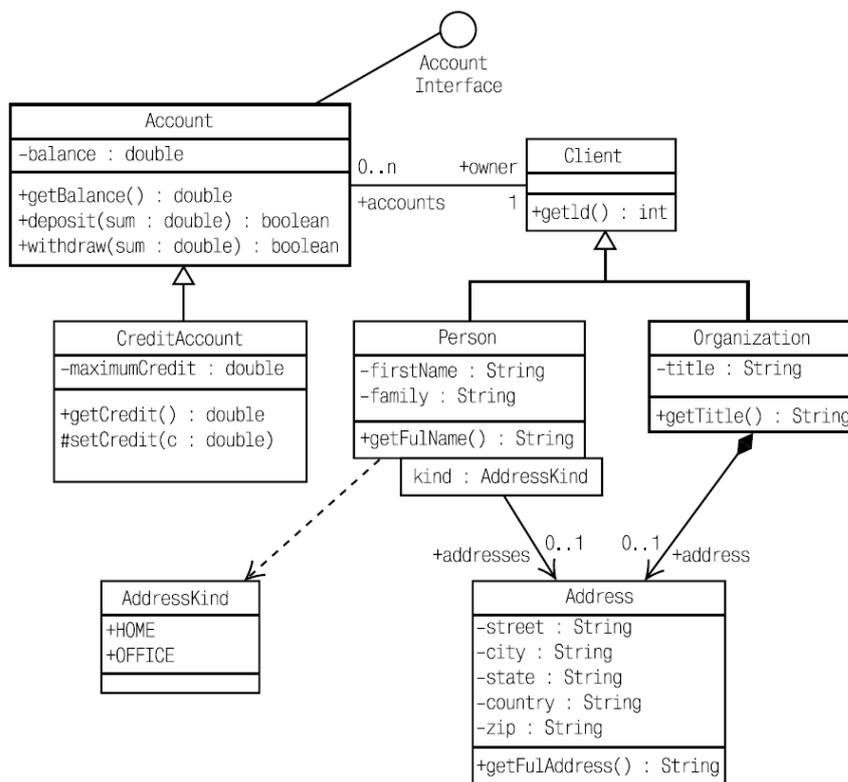 Account
Interface
Account
-balance : double
+getBalance() : double
+deposit(sum : double) : boolean
+withdraw(sum : double) : boolean
0..n
+owner
+accounts
1
Client
+getId() : int
CreditAccount
-maximumCredit : double
+getCredit() : double
#setCredit(c : double)
Person
-firstName : String
-family : String
+getFulName() : String
kind : AddressKind
Organization
-title : String
+getTitle() : String
0..1
+addresses
0..1
+address
AddressKind
+HOME
+OFFICE
Address
-street : String
-city : String
-state : String
-country : String
-zip : String
+getFulAddress() : String